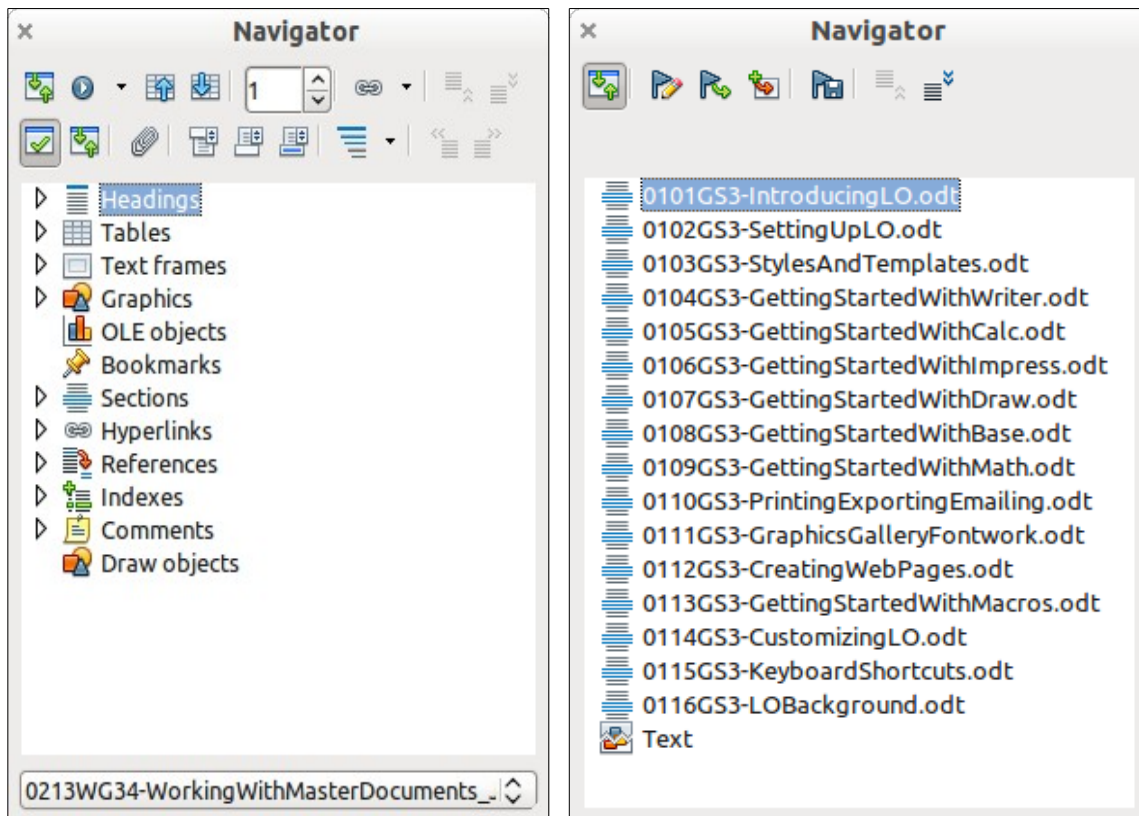 Navigator
1
Headings
Tables
Text frames
Graphics
OLE objects
Bookmarks
Sections
Hyperlinks
References
Indexes
Comments
Draw objects
0213WG34-WorkingWithMasterDocuments_
Navigator
0101GS3-IntroducingLO.odt
0102GS3-SettingUpLO.odt
0103GS3-StylesAndTemplates.odt
0104GS3-GettingStartedWithWriter.odt
0105GS3-GettingStartedWithCalc.odt
0106GS3-GettingStartedWithImpress.odt
0107GS3-GettingStartedWithDraw.odt
0108GS3-GettingStartedWithBase.odt
0109GS3-GettingStartedWithMath.odt
0110GS3-PrintingExportingEmailing.odt
0111GS3-GraphicsGalleryFontwork.odt
0112GS3-CreatingWebPages.odt
0113GS3-GettingStartedWithMacros.odt
0114GS3-CustomizingLO.odt
0115GS3-KeyboardShortcuts.odt
0116GS3-LOBackground.odt
Text